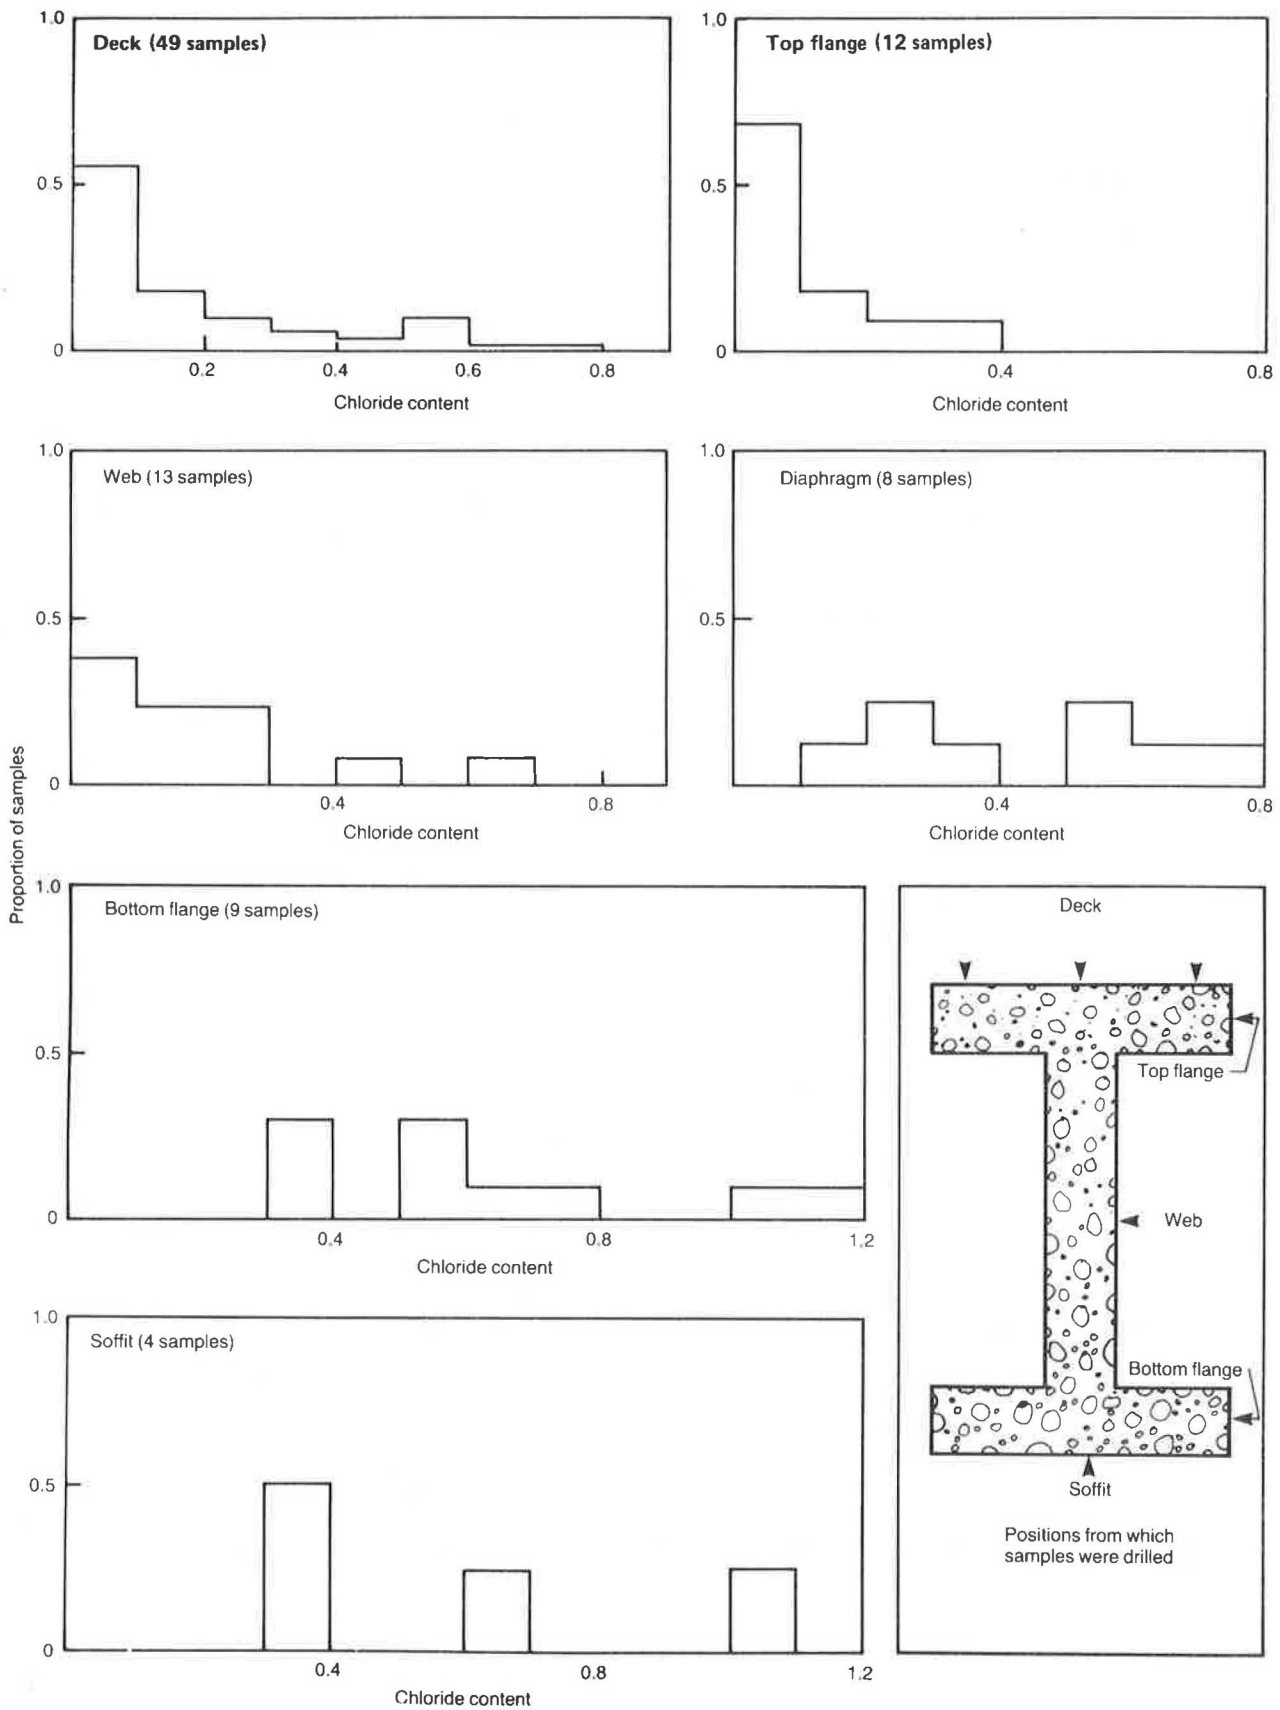 Deck (49 samples)
1.0
0 5
0
0.2
0.4
0.6
0.8
Chloride content
Top flange (12 samples)
1.0
0.5
0
0.4
0.8
Chloride content
Web (13 samples)
1.0
0.5
0
0.4
0.8
Chloride content
Diaphragm (8 samples)
1.0
0.5
0.4
0.8
Chloride content
Proportion of samples
Bottom flange (9 samples)
1.0
0.5
0
0.4
0.8
1.2
Chloride content
Soffit (4 samples)
1.0
0.5
0
0.4
0.8
1.2
Chloride content
Deck
Top flange
Web
Bottom flange
Soffit
Positions from which
samples were drilled